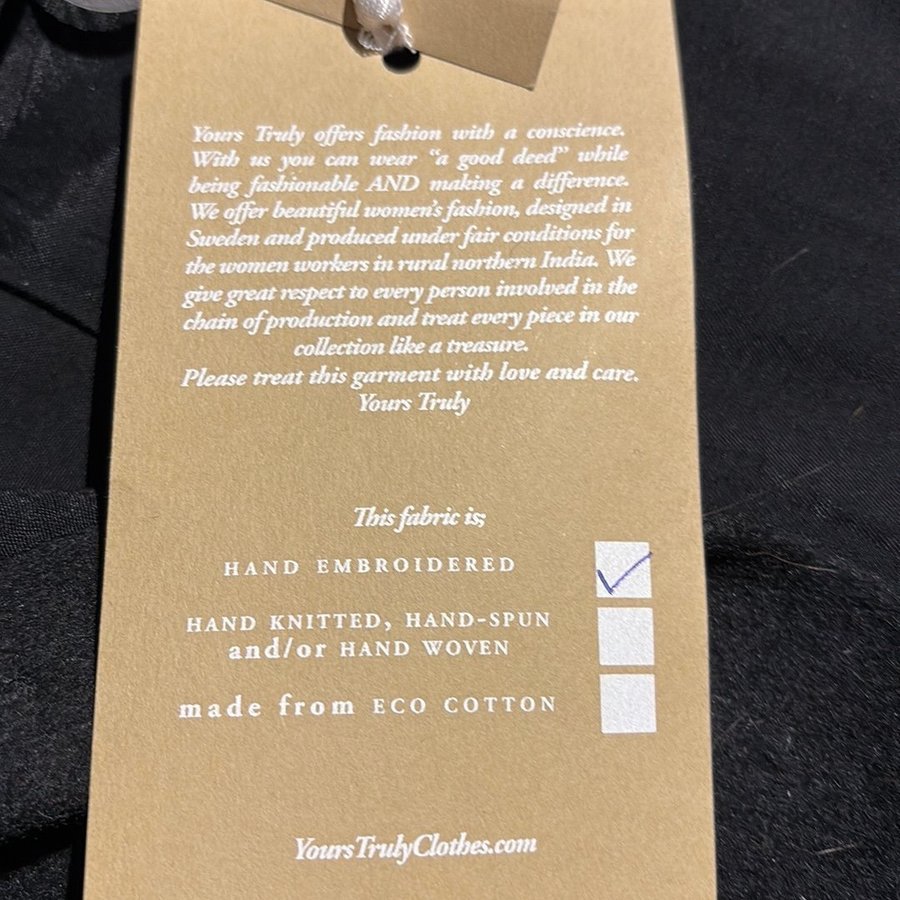 Yours Truly offers fashion with a conscience.
With us you can wear “a good deed” while
being fashionable AND making a difference.
We offer beautiful women’s fashion, designed in
Sweden and produced under fair conditions for
the women workers in rural northern India. We
give great respect to every person involved in the
chain of production and treat every piece in our
collection like a treasure.
Please treat this garment with love and care.
Yours Truly
This fabric is;
HAND EMBROIDERED
HAND KNITTED, HAND-SPUN
and/or HAND WOVEN
made from ECO COTTON
YoursTrulyClothes.com